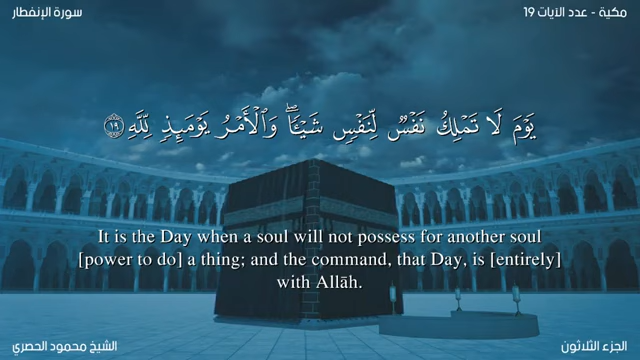 سورة الإنفطار
مكية - عدد الآيات 19
يَوْمَ لَا تَمْلِكُ نَفْسٌ لِّنَفْسٍ شَيْـًٔا ۖ وَالْأَمْرُ يَوْمَئِذٍ لِّلَّهِ ١٩
It is the Day when a soul will not possess for another soul
[power to do] a thing; and the command, that Day, is [entirely]
with Allāh.
الشيخ محمود الحصري
الجزء الثلاثون